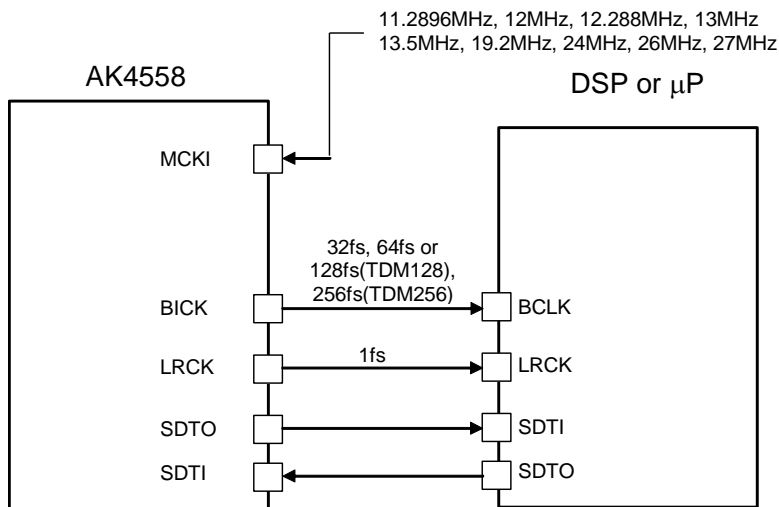 11.2896MHz, 12MHz, 12.288MHz, 13MHz
13.5MHz, 19.2MHz, 24MHz, 26MHz, 27MHz
AK4558
DSP or μP
MCKI
32fs, 64fs or
128fs(TDM128),
256fs(TDM256)
BICK
BCLK
LRCK
1fs
LRCK
SDTO
SDTI
SDTI
SDTO